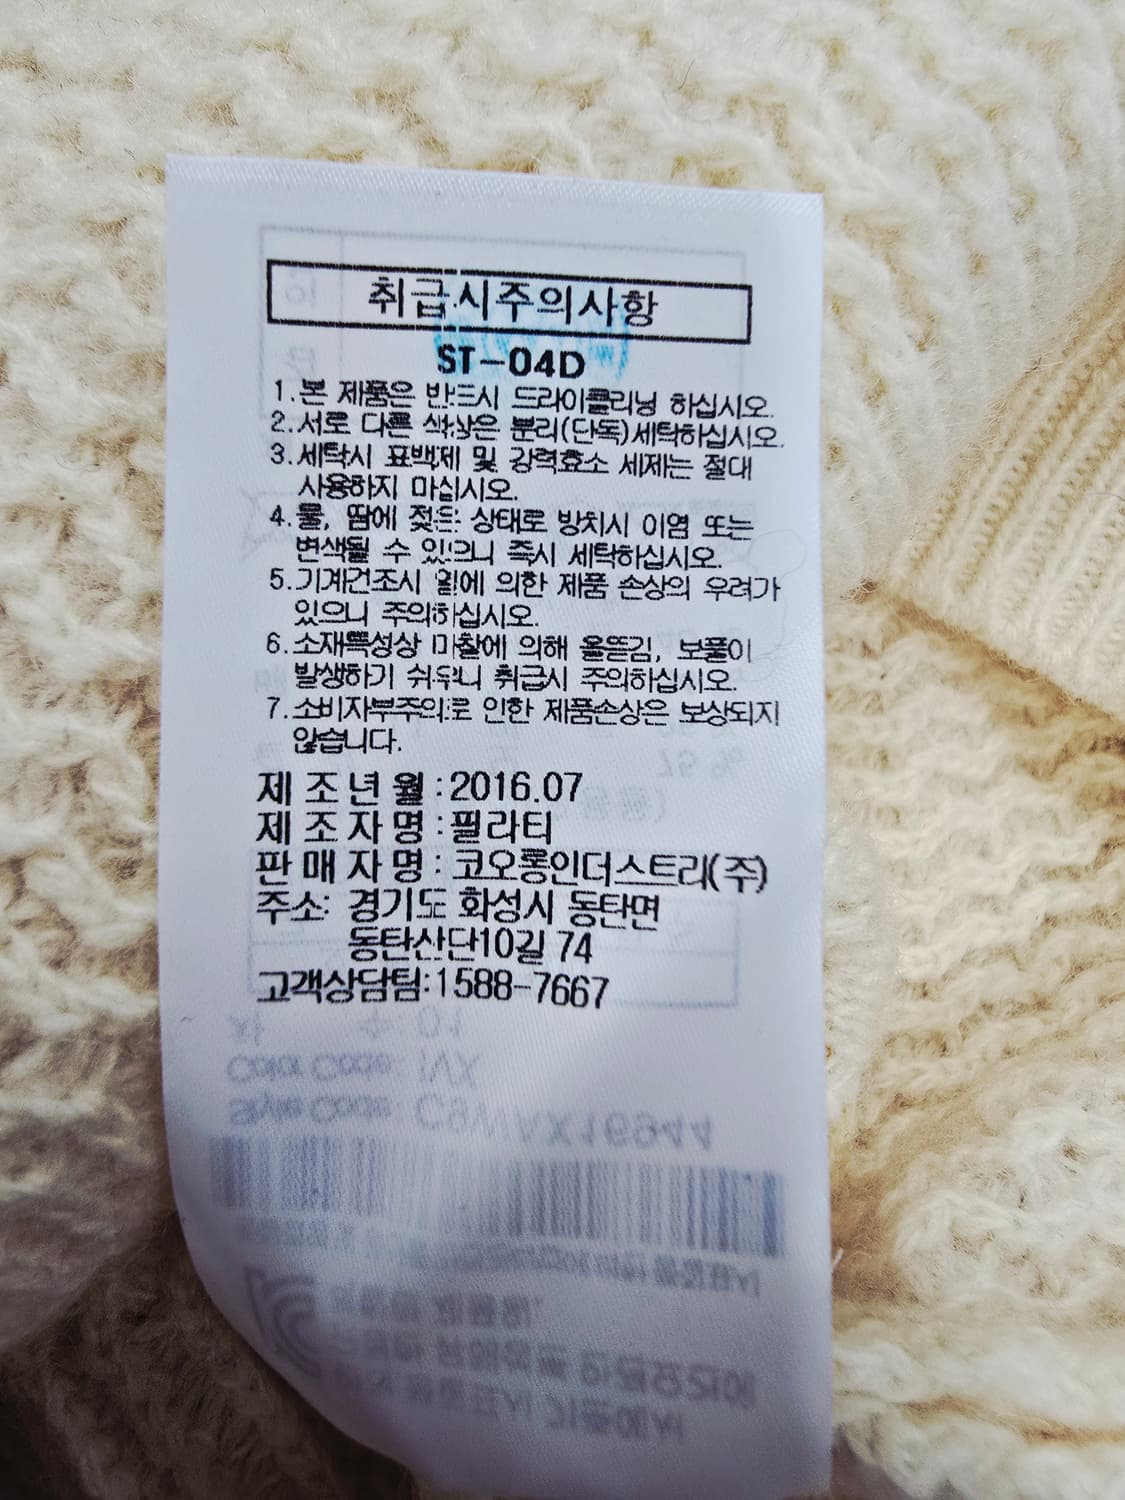 취급시주의사항
ST-04D
1.본 제품은 반드시 드라이클리닝 하십시오.
2.서로 다른 색상은 분리(단독)세탁하십시오.
3.세탁시 표백제 및 강력효소 세제는 절대
사용하지 마십시오.
4.물, 땀에 젖은 상태로 방치시 이염 또는
변색될 수 있으니 즉시 세탁하십시오.
5.기계건조시 열에 의한 제품 손상의 우려가
있으니 주의하십시오.
6.소재특성상 마찰에 의해 올뜯김, 보풀이
발생하기 쉬우니 취급시 주의하십시오.
7.소비자부주의로 인한 제품손상은 보상되지
않습니다.
제조년월:2016.07
제조자명:필라티
판매자명:코오롱인더스트리(주)
주소: 경기도 화성시 동탄면
동탄산단10길 74
고객상담팀:1588-7667
Color Code: IVX
Style Code: C9WAX16944